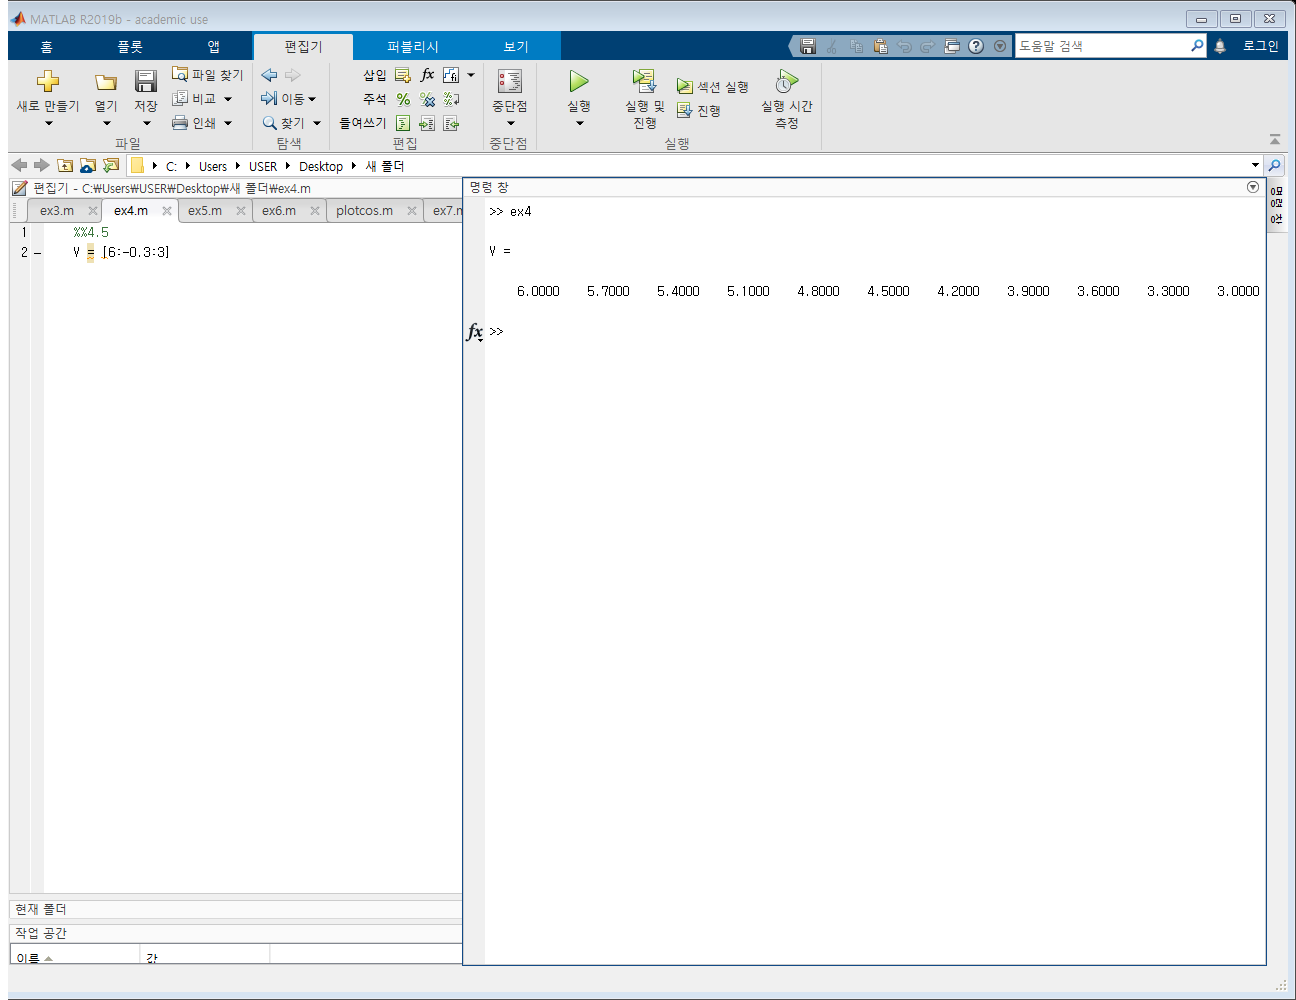 MATLAB R2019b - academic use
홈 플롯 앱 편집기 퍼블리시 보기 도움말 검색 로그인
새로 만들기 열기 저장 파일 찾기 비교 인쇄 파일
이동 찾기 탐색
삽입 fx fi
주석 % %
들여쓰기 편집
중단점 중단점
실행 실행 및 진행 섹션 실행 진행 실행 시간 측정 실행
C: Users USER Desktop 새 폴더
편집기 - C:₩Users₩USER₩Desktop₩새 폴더₩ex4.m
ex3.m ex4.m ex5.m ex6.m plotcos.m ex7.m
1 %%4.5
2 – V = [6:-0.3:3]
명령 창
>> ex4
V =
6.0000 5.7000 5.4000 5.1000 4.8000 4.5000 4.2000 3.9000 3.6000 3.3000 3.0000
fx >>
명령 창
현재 폴더
작업 공간
이름 값